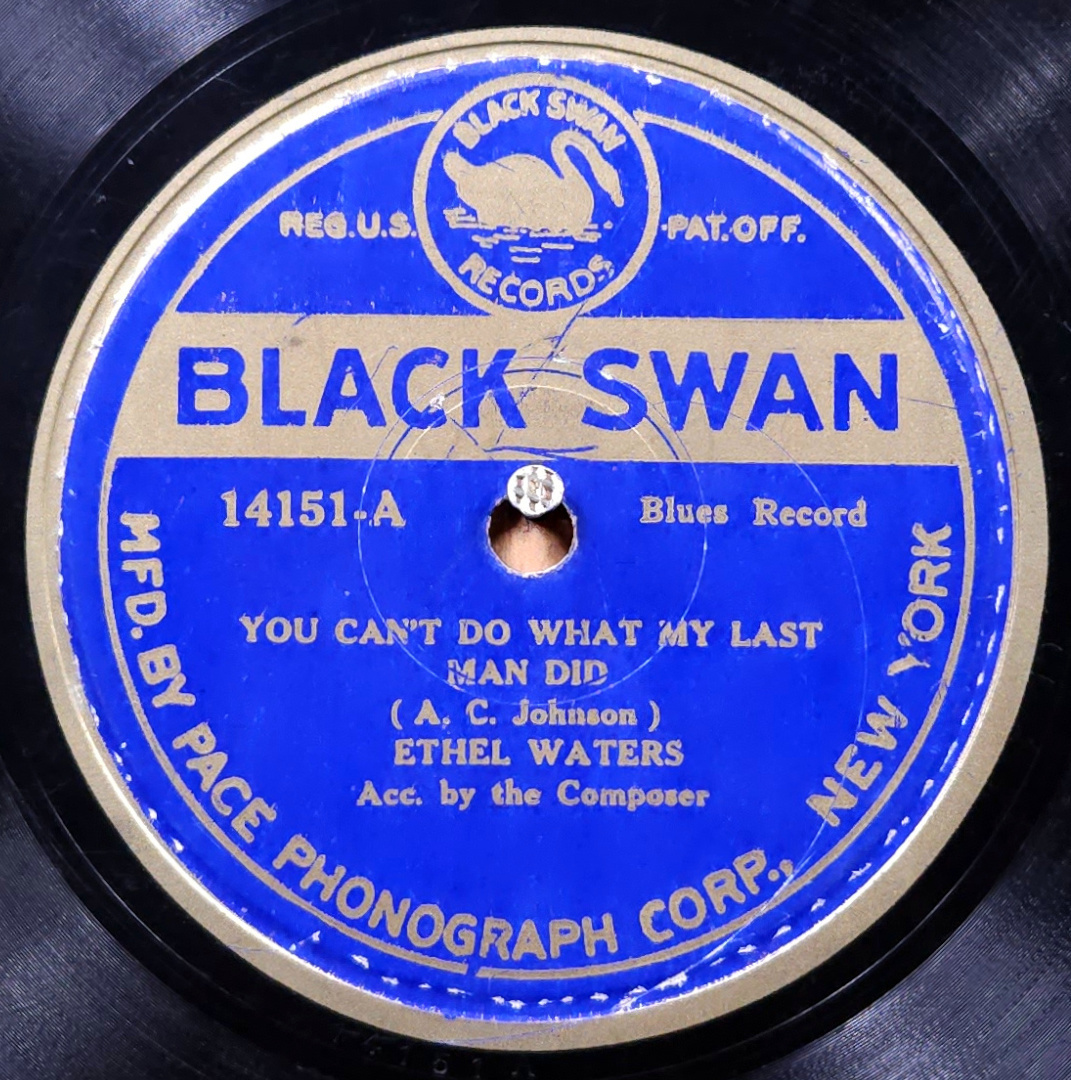 BLACK SWAN
RECORDS
REG.U.S. PAT.OFF.
BLACK SWAN
14151-A Blues Record
YOU CAN'T DO WHAT MY LAST
MAN DID
( A. C. Johnson )
ETHEL WATERS
Acc. by the Composer
MFD. BY PACE PHONOGRAPH CORP., NEW YORK